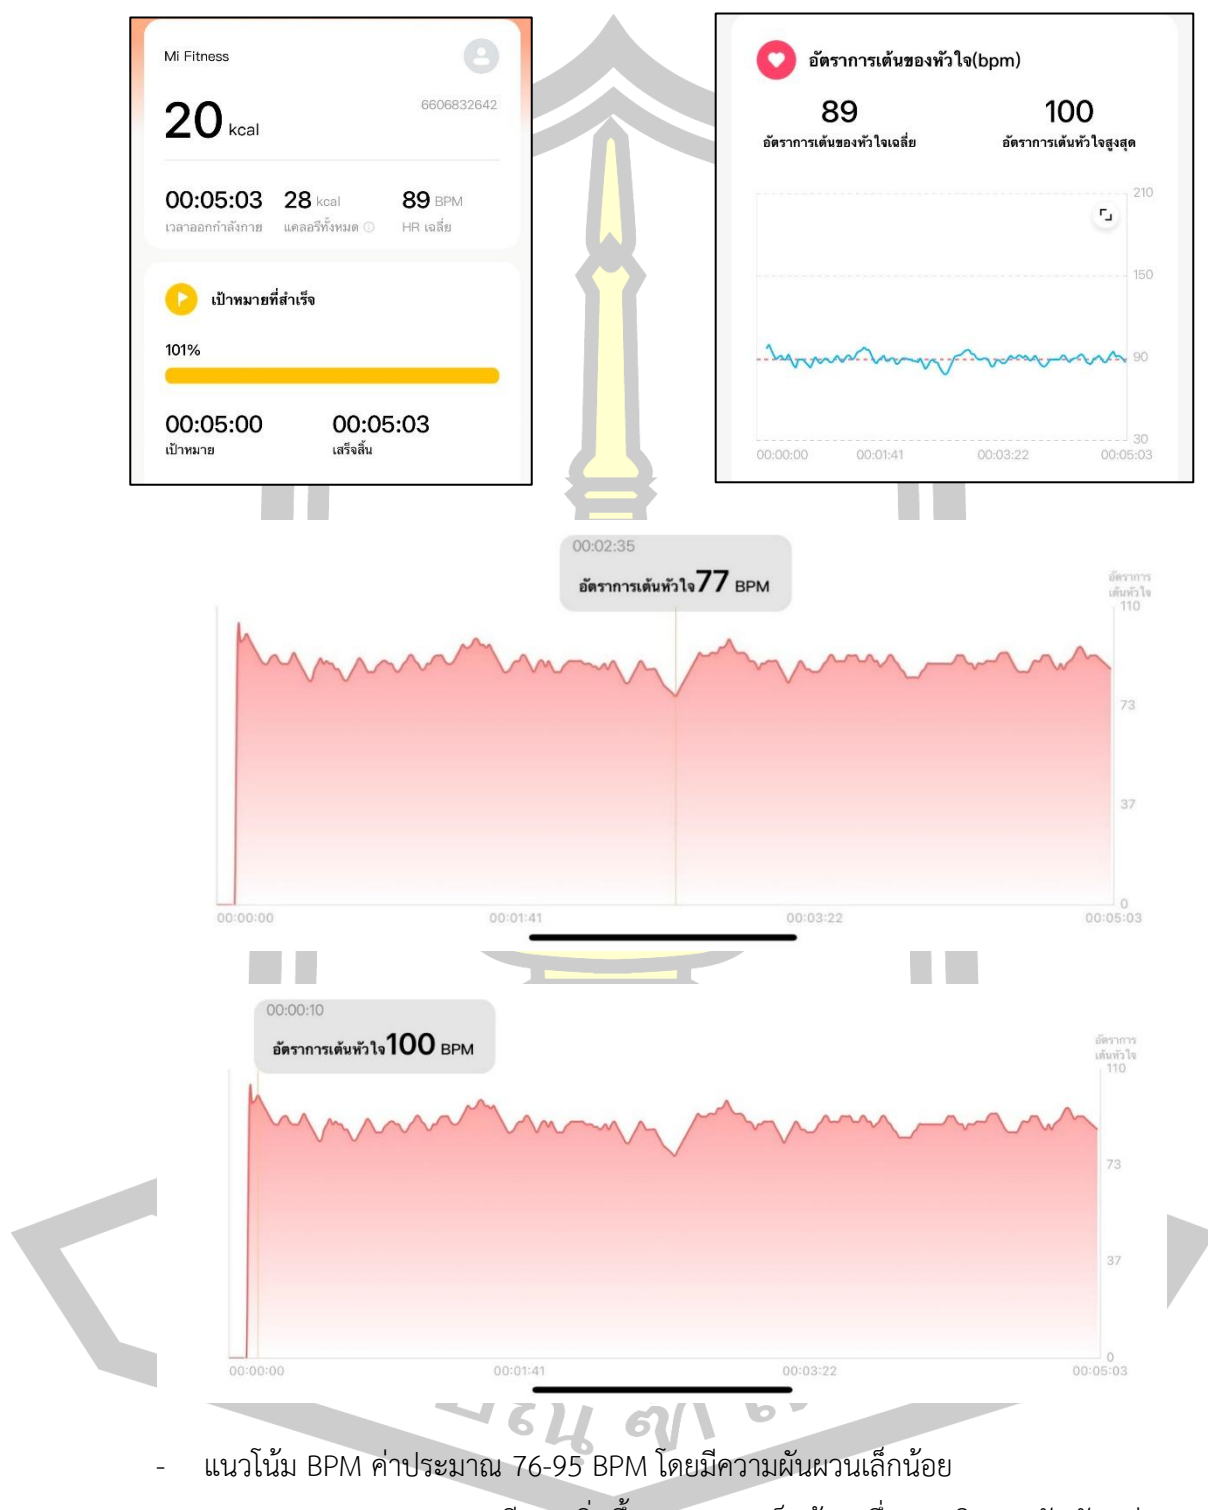 Mi Fitness
6606832642
20 kcal
00:05:03 28 kcal 89 BPM
เวลาออกกำลังกาย แคลอรีทั้งหมด HR เฉลี่ย
เป้าหมายที่สำเร็จ
101%
00:05:00 00:05:03
เป้าหมาย เสร็จสิ้น
อัตราการเต้นของหัวใจ(bpm)
89 100
อัตราการเต้นของหัวใจเฉลี่ย อัตราการเต้นหัวใจสูงสุด
210
150
90
30
00:00:00 00:01:41 00:03:22 00:05:03
00:02:35
อัตราการเต้นหัวใจ 77 BPM
อัตราการ
เต้นหัวใจ
110
73
37
0
00:00:00 00:01:41 00:03:22 00:05:03
00:00:10
อัตราการเต้นหัวใจ 100 BPM
อัตราการ
เต้นหัวใจ
110
73
37
0
00:00:00 00:01:41 00:03:22 00:05:03
- แนวโน้ม BPM ค่าประมาณ 76-95 BPM โดยมีความผันผวนเล็กน้อย